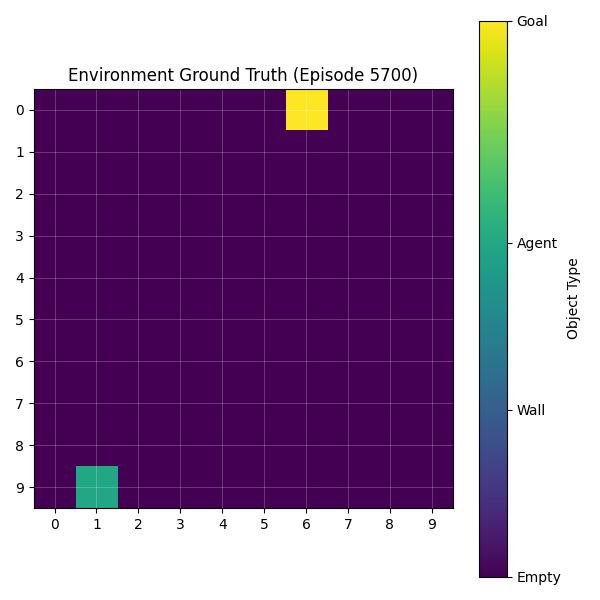 Environment Ground Truth (Episode 5700)
Goal
Agent
Wall
Empty
Object Type
0
1
2
3
4
5
6
7
8
9
0 1 2 3 4 5 6 7 8 9